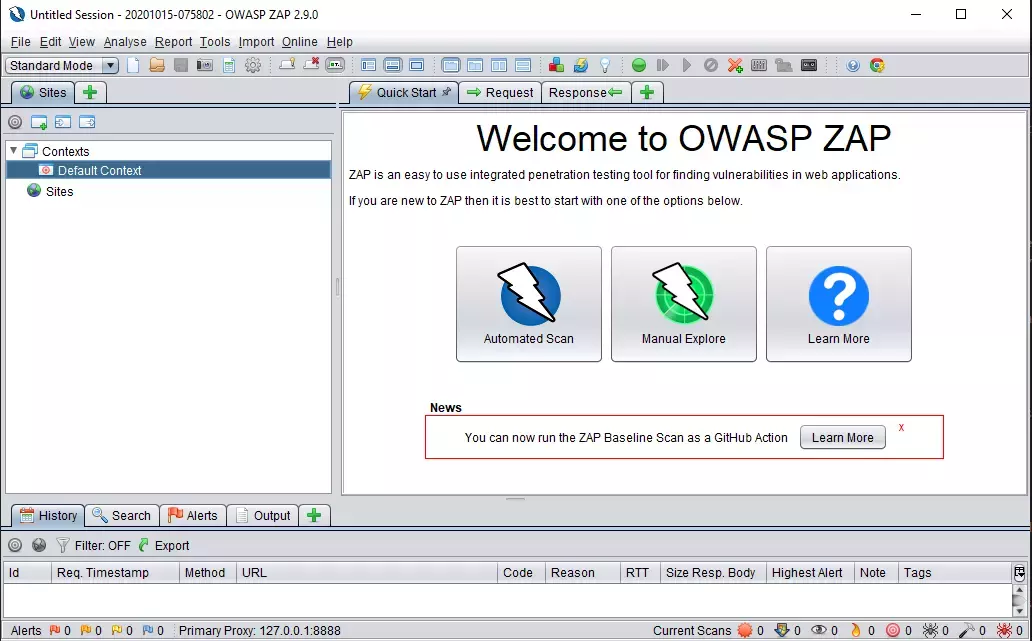 Untitled Session - 20201015-075802 - OWASP ZAP 2.9.0
File Edit View Analyse Report Tools Import Online Help
Standard Mode
Sites
Quick Start Request Response
Contexts
Default Context
Sites
Welcome to OWASP ZAP
ZAP is an easy to use integrated penetration testing tool for finding vulnerabilities in web applications.
If you are new to ZAP then it is best to start with one of the options below.
Automated Scan Manual Explore Learn More
News
You can now run the ZAP Baseline Scan as a GitHub Action Learn More X
History Search Alerts Output
Filter: OFF Export
Id Req. Timestamp Method URL Code Reason RTT Size Resp. Body Highest Alert Note Tags
Alerts 0 0 0 0 Primary Proxy: 127.0.0.1:8888 Current Scans 0 0 0 0 0 0 0 0